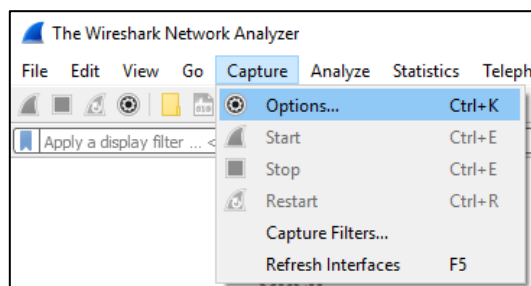 The Wireshark Network Analyzer
File Edit View Go Capture Analyze Statistics Teleph
Options... Ctrl+K
Apply a display filter ... <
Start Ctrl+E
Stop Ctrl+E
Restart Ctrl+R
Capture Filters...
Refresh Interfaces F5